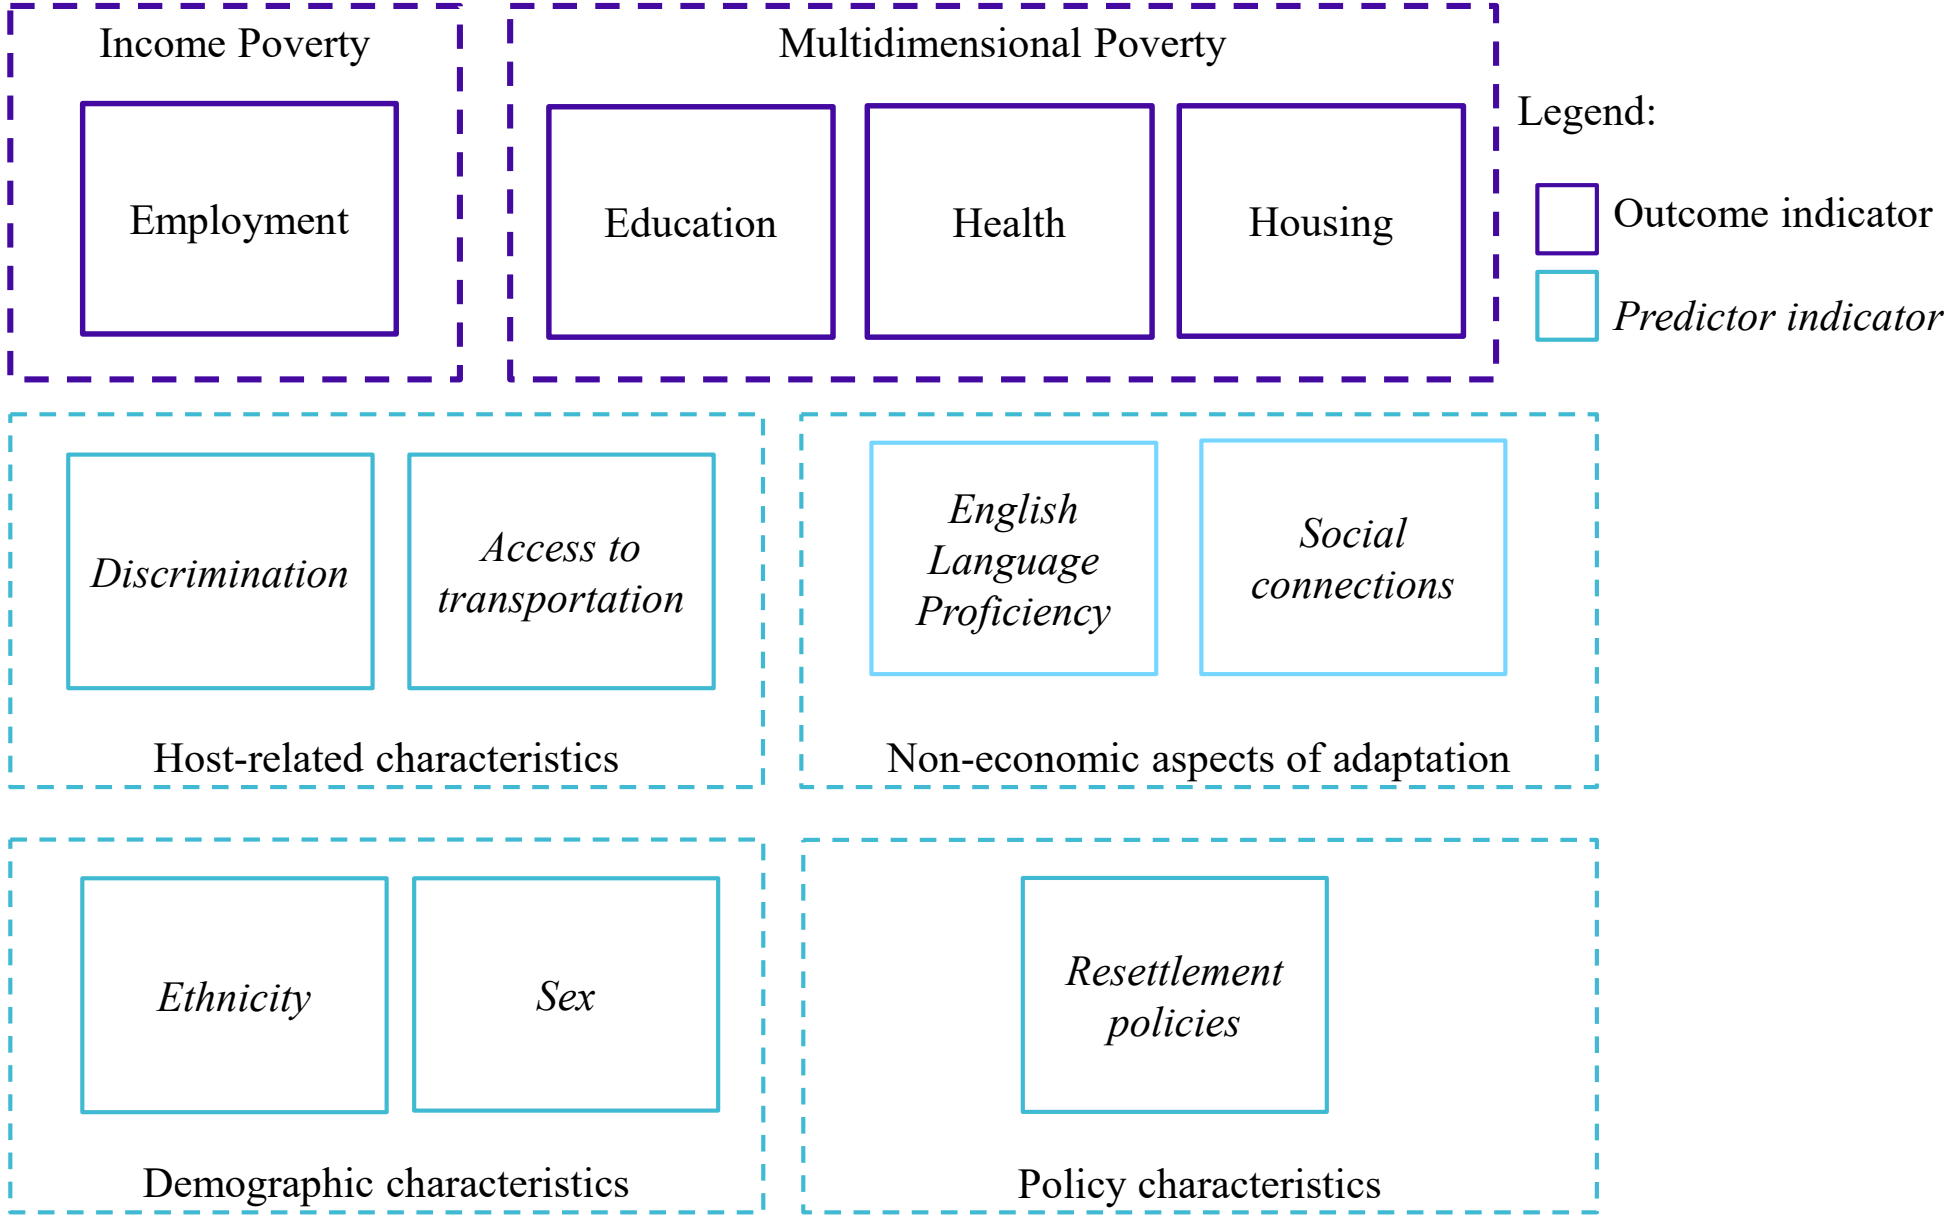 Income Poverty
Multidimensional Poverty
Employment
Education
Health
Housing
Legend:
Outcome indicator
Predictor indicator
Discrimination
Access to
transportation
Host-related characteristics
English
Language
Proficiency
Social
connections
Non-economic aspects of adaptation
Ethnicity
Sex
Demographic characteristics
Resettlement
policies
Policy characteristics